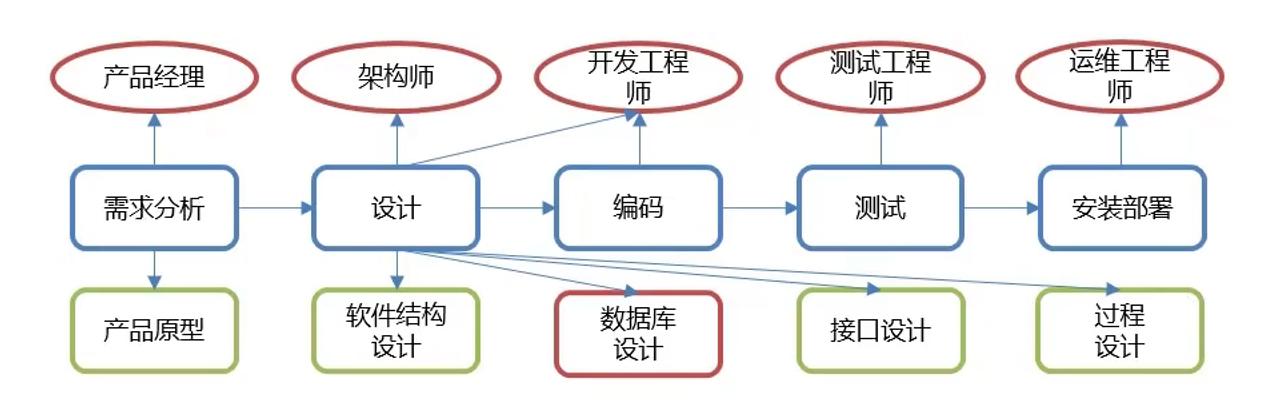 产品经理
架构师
开发工程
师
测试工程
师
运维工程
师
需求分析
设计
编码
测试
安装部署
产品原型
软件结构
设计
数据库
设计
接口设计
过程
设计